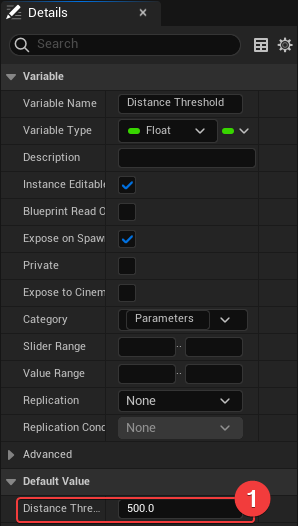 Details
Search
Variable
Variable Name Distance Threshold
Variable Type Float
Description
Instance Editable
Blueprint Read O
Expose on Spaw
Private
Expose to Cinem
Category Parameters
Slider Range ..
Value Range ..
Replication None
Replication Conc None
Advanced
Default Value
Distance Thre... 500.0 1